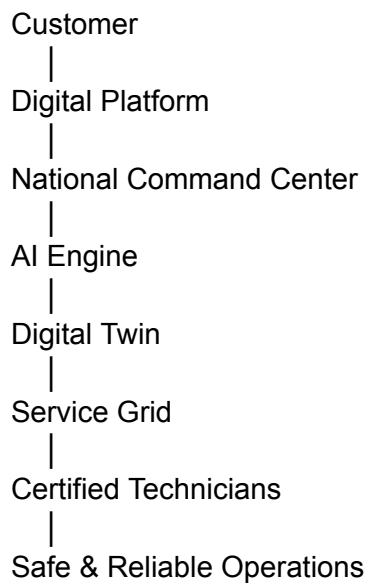 Customer
|
Digital Platform
|
National Command Center
|
AI Engine
|
Digital Twin
|
Service Grid
|
Certified Technicians
|
Safe & Reliable Operations